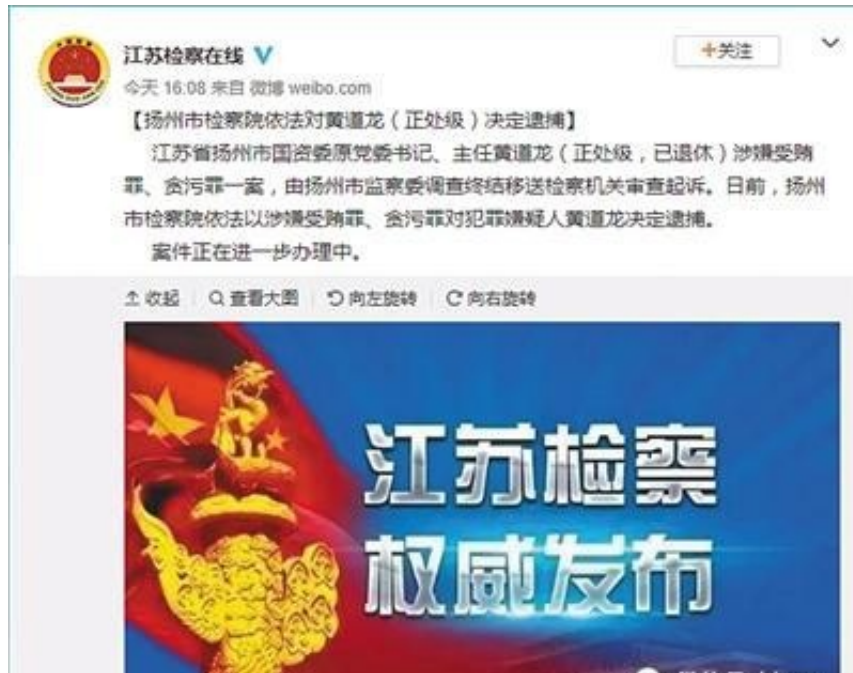 江苏检察在线
+关注
今天 16:08 来自 微博 weibo.com
【扬州市检察院依法对黄道龙（正处级）决定逮捕】
江苏省扬州市国资委原党委书记、主任黄道龙（正处级，已退休）涉嫌受贿
罪、贪污罪一案，由扬州市监察委调查终结移送检察机关审查起诉。日前，扬州
市检察院依法以涉嫌受贿罪、贪污罪对犯罪嫌疑人黄道龙决定逮捕。
案件正在进一步办理中。
收起 查看大图 向左旋转 向右旋转
江苏检察
权威发布